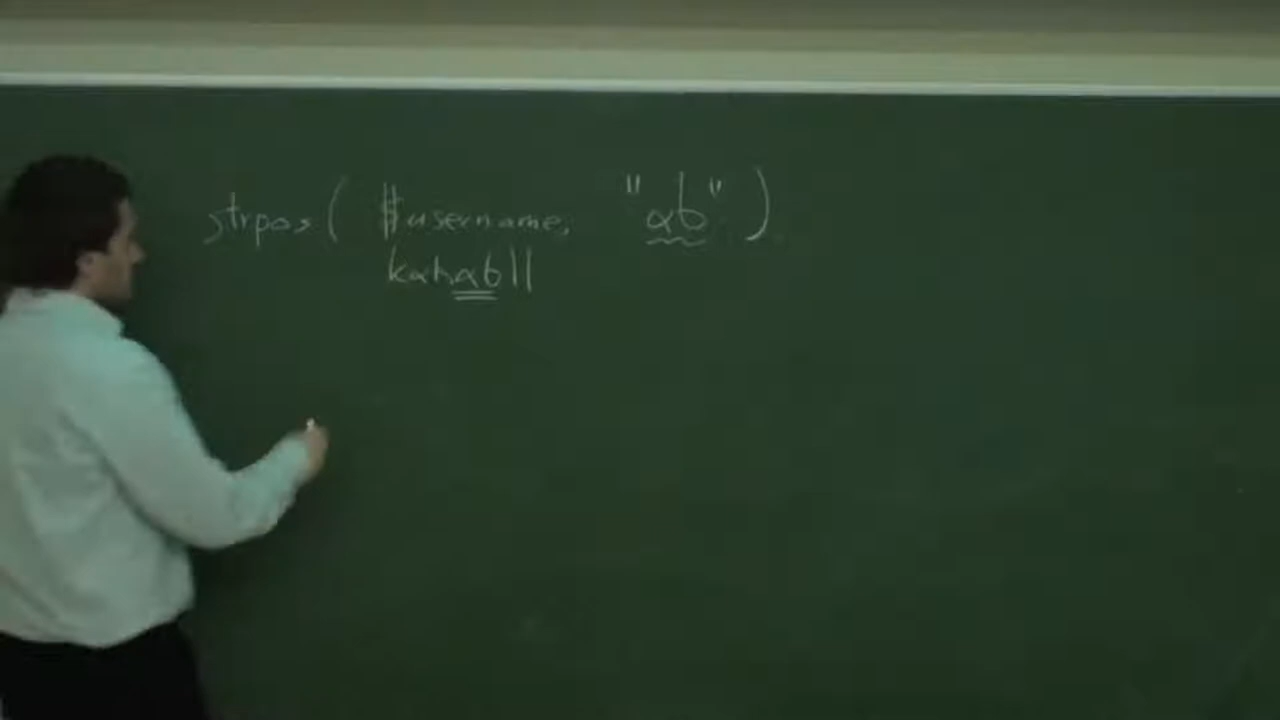 strpos( $username, "ab" )
kahab11